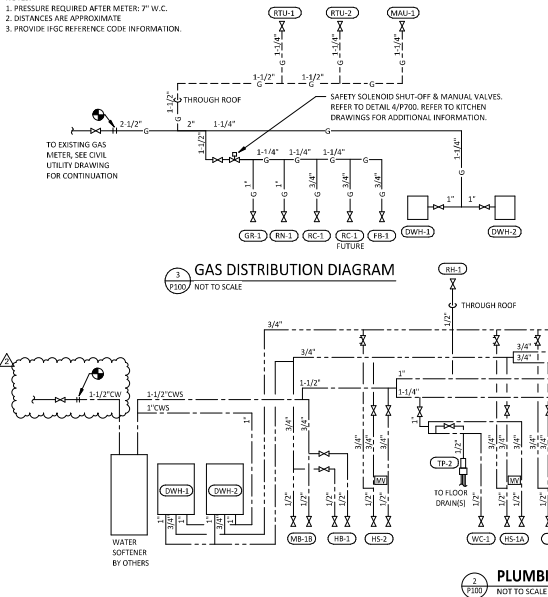 1. PRESSURE REQUIRED AFTER METER: 7" W.C.
2. DISTANCES ARE APPROXIMATE
3. PROVIDE IFGC REFERENCE CODE INFORMATION.
RTU-1
RTU-2
MAU-1
1-1/4"
1-1/4"
1-1/4"
G
G
G
1-1/2"
1-1/2"
G
G
G
1-1/2"
THROUGH ROOF
G
SAFETY SOLENOID SHUT-OFF & MANUAL VALVES.
REFER TO DETAIL 4/P700. REFER TO KITCHEN
DRAWINGS FOR ADDITIONAL INFORMATION.
2-1/2"
G
2"
1-1/4"
G
G
TO EXISTING GAS
METER, SEE CIVIL
UTILITY DRAWING
FOR CONTINUATION
1-1/2"
1-1/4"
1-1/4"
1-1/4"
G
G
G
G
1-1/4"
G
1"
1"
3/4"
3/4"
3/4"
G
G
G
G
G
1"
1"
DWH-1
DWH-2
GR-1
RN-1
RC-1
RC-1
FB-1
FUTURE
3
P100
GAS DISTRIBUTION DIAGRAM
NOT TO SCALE
RH-1
THROUGH ROOF
1/2"
3/4"
3/4"
3/4"
3/4"
2
1-1/2"CW
1-1/2"CWS
1"CWS
1-1/2"
1"
1-1/4"
1"
3/4"
3/4"
3/4"
3/4"
1"
1/2"
3/4"
3/4"
TP-2
MV
MV
TO FLOOR
DRAIN(S)
DWH-1
DWH-2
1"
3/4"
1"
1"
3/4"
1"
1/2"
1/2"
1/2"
1/2"
1/2"
1/2"
1/2"
1/2"
1/2"
WATER
SOFTENER
BY OTHERS
MB-1B
HB-1
HS-2
WC-1
HS-1A
2
P100
PLUMBI
NOT TO SCALE